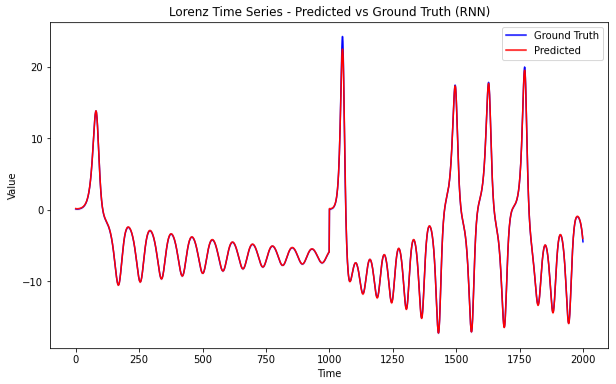 Lorenz Time Series - Predicted vs Ground Truth (RNN)
Ground Truth
Predicted
Value
20
10
0
−10
0 250 500 750 1000 1250 1500 1750 2000
Time